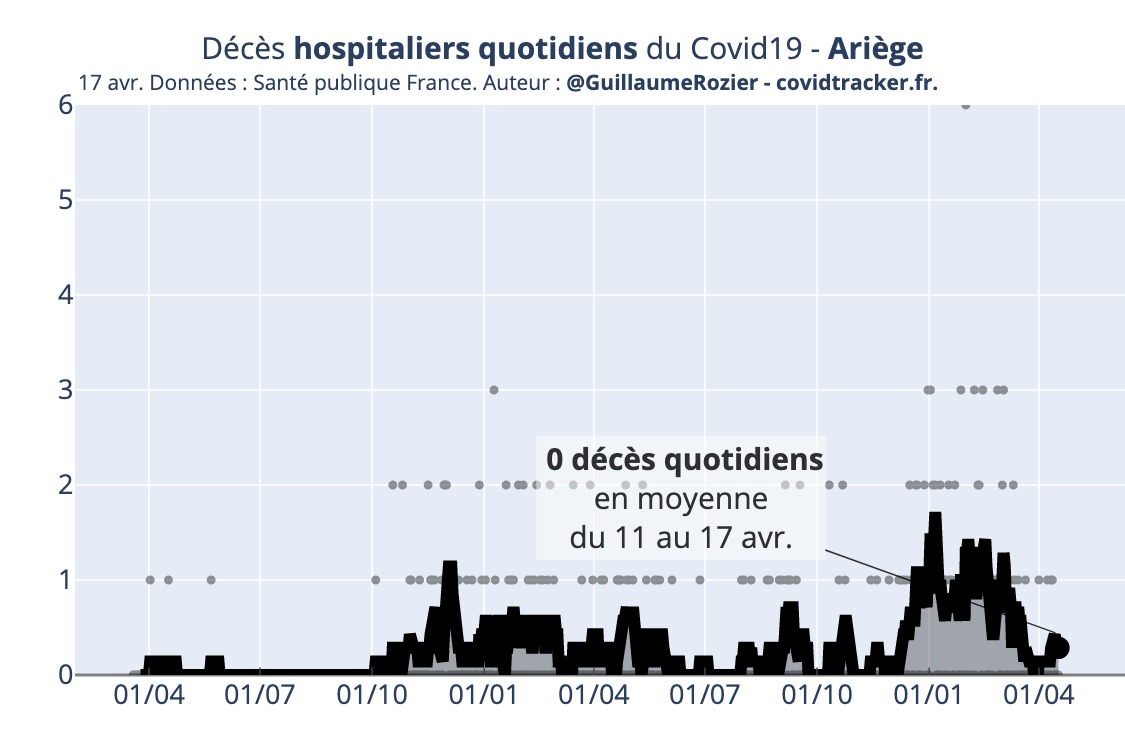 Décès hospitaliers quotidiens du Covid19 - Ariège
17 avr. Données : Santé publique France. Auteur : @GuillaumeRozier - covidtracker.fr.
6
5
4
3
2
1
0
0 décès quotidiens
en moyenne
du 11 au 17 avr.
01/04 01/07 01/10 01/01 01/04 01/07 01/10 01/01 01/04